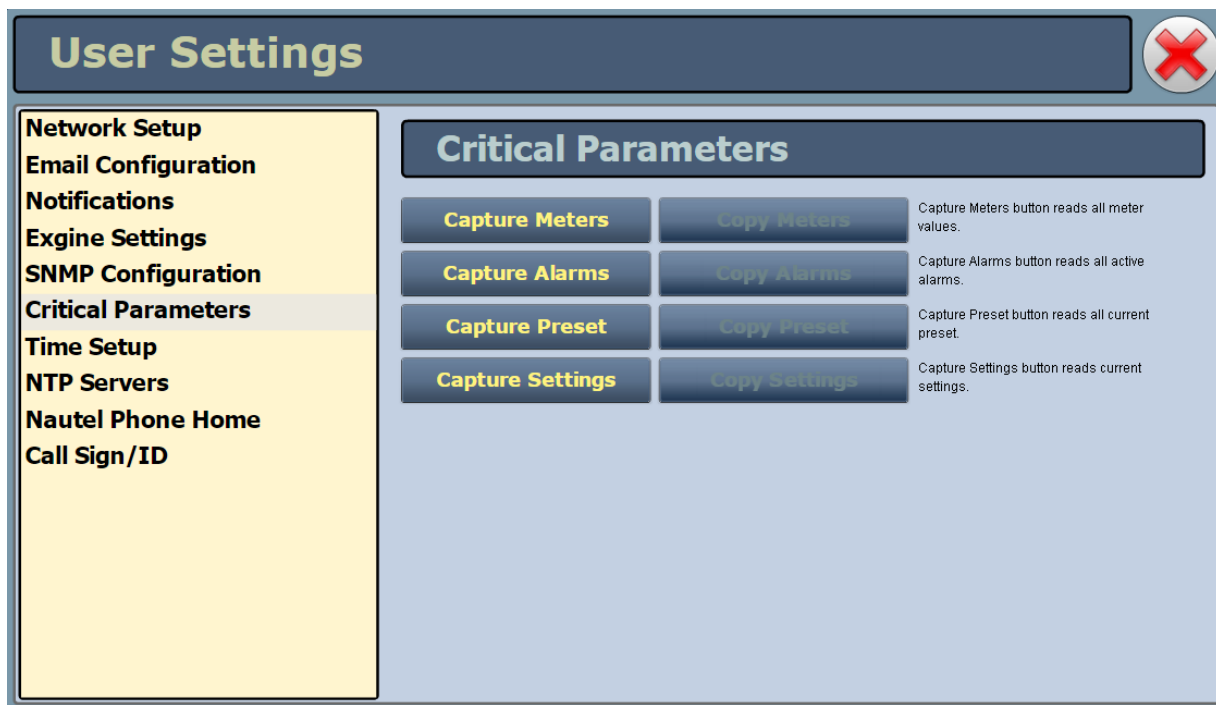 User Settings
Network Setup
Email Configuration
Notifications
Exgine Settings
SNMP Configuration
Critical Parameters
Time Setup
NTP Servers
Nautel Phone Home
Call Sign/ID
Critical Parameters
Capture Meters
Copy Meters
Capture Meters button reads all meter
values.
Capture Alarms
Copy Alarms
Capture Alarms button reads all active
alarms.
Capture Preset
Copy Preset
Capture Preset button reads all current
preset.
Capture Settings
Copy Settings
Capture Settings button reads current
settings.